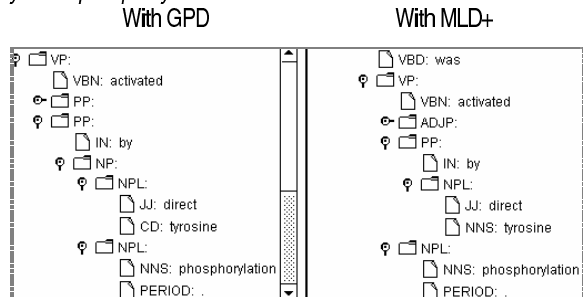 With GPD
VP:
VBN: activated
PP:
PP:
IN: by
NP:
NPL:
JJ: direct
CD: tyrosine
NPL:
NNS: phosphorylation
PERIOD: .
With MLD+
VBD: was
VP:
VBN: activated
ADJP:
PP:
IN: by
NPL:
JJ: direct
NNS: tyrosine
NPL:
NNS: phosphorylation
PERIOD: .